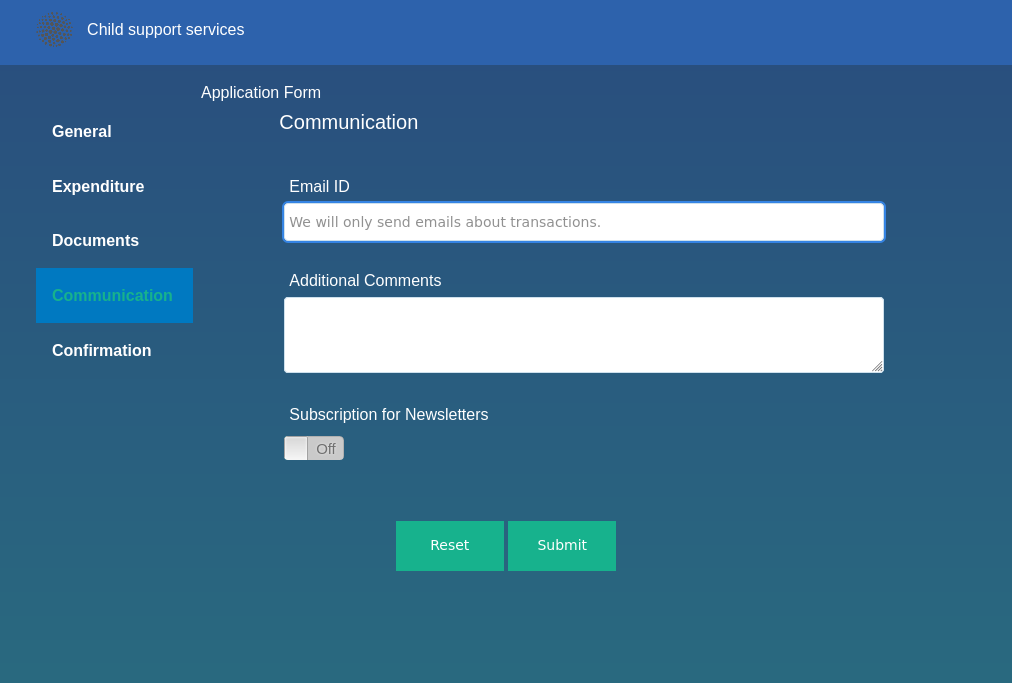 Child support services
Application Form
General
Communication
Expenditure
Email ID
We will only send emails about transactions.
Documents
Additional Comments
Communication
Confirmation
Subscription for Newsletters
Off
Reset
Submit